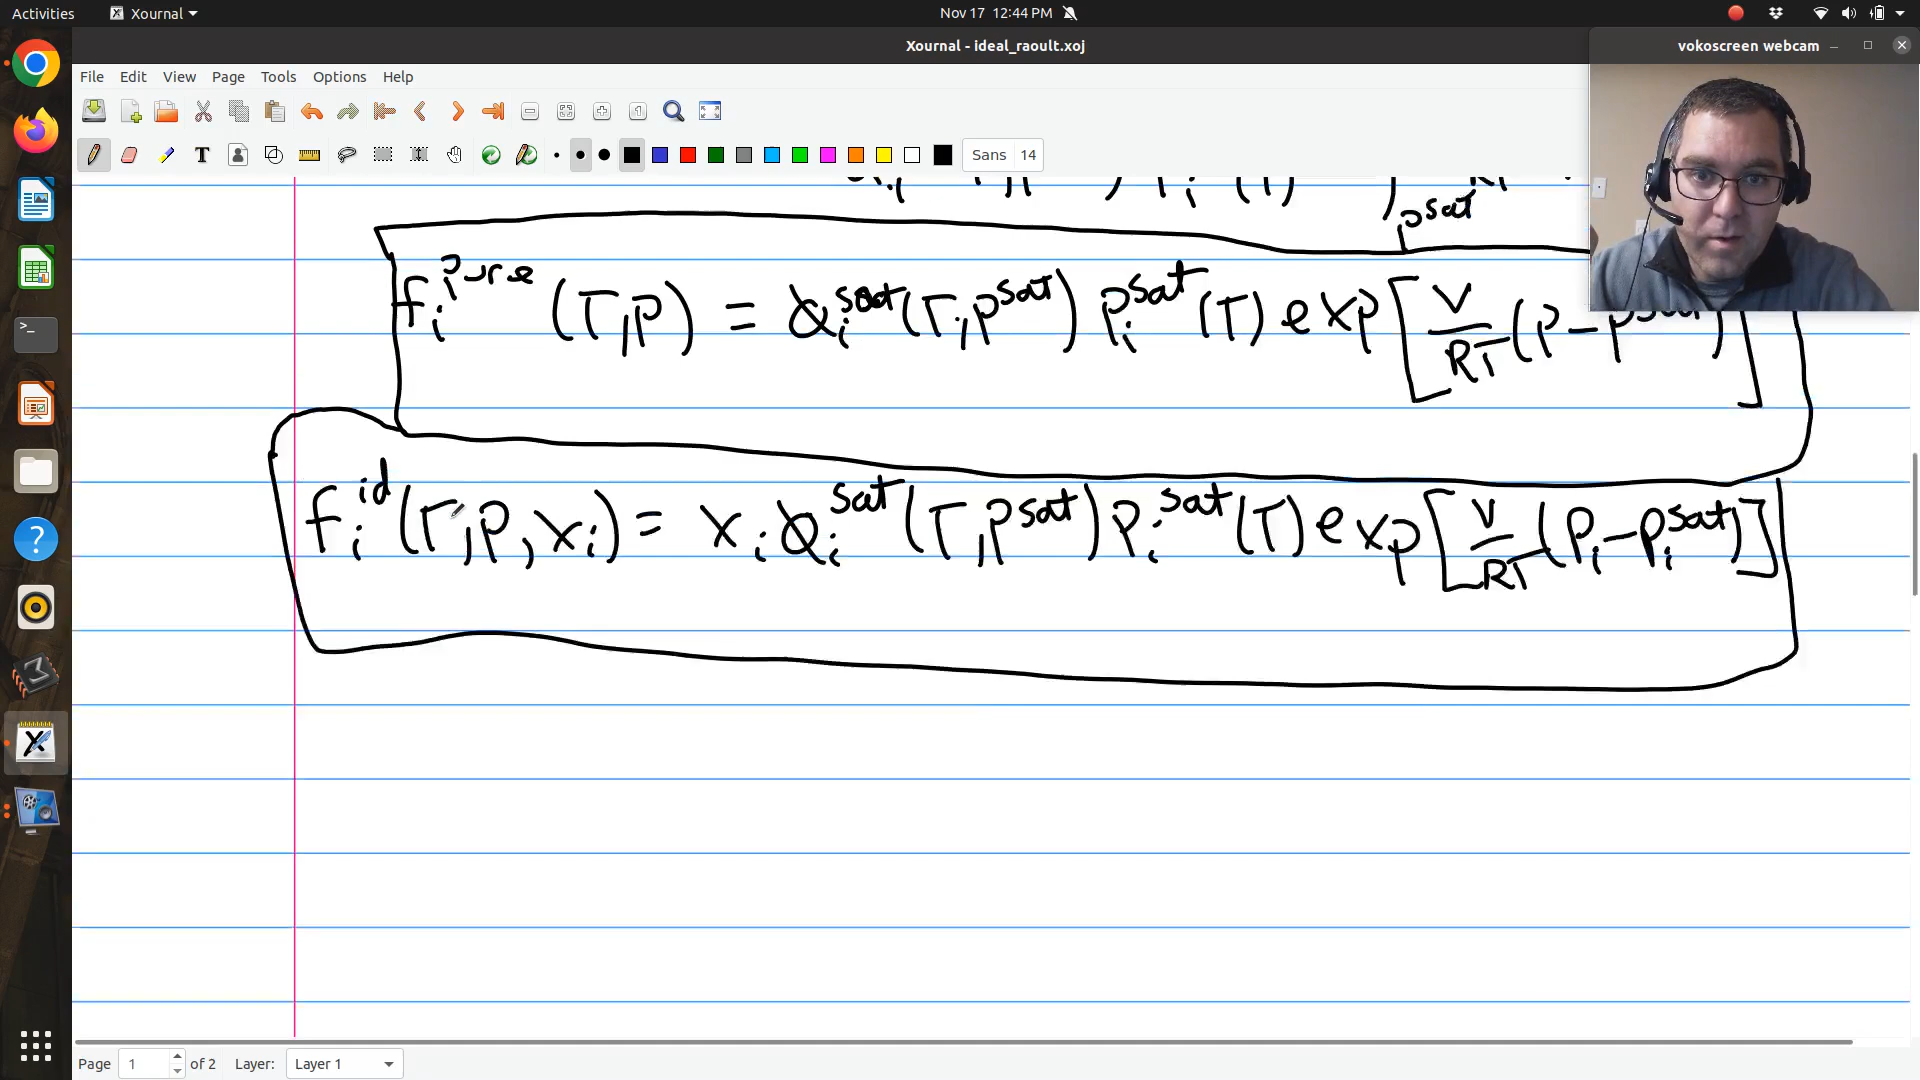 Activities Xournal Nov 17 12:44 PM
Xournal - ideal_raoult.xoj
vokoscreen webcam
File Edit View Page Tools Options Help
Sans 14
P^sat
f_i^pure (T,P) = φ_i^sat (T,P^sat) P_i^sat (T) exp[V/RT (P-P^sat)]
f_i^id (T,P,x_i) = x_i φ_i^sat (T,P^sat) P_i^sat (T) exp[V/RT (P_i-P_i^sat)]
Page 1 of 2 Layer: Layer 1